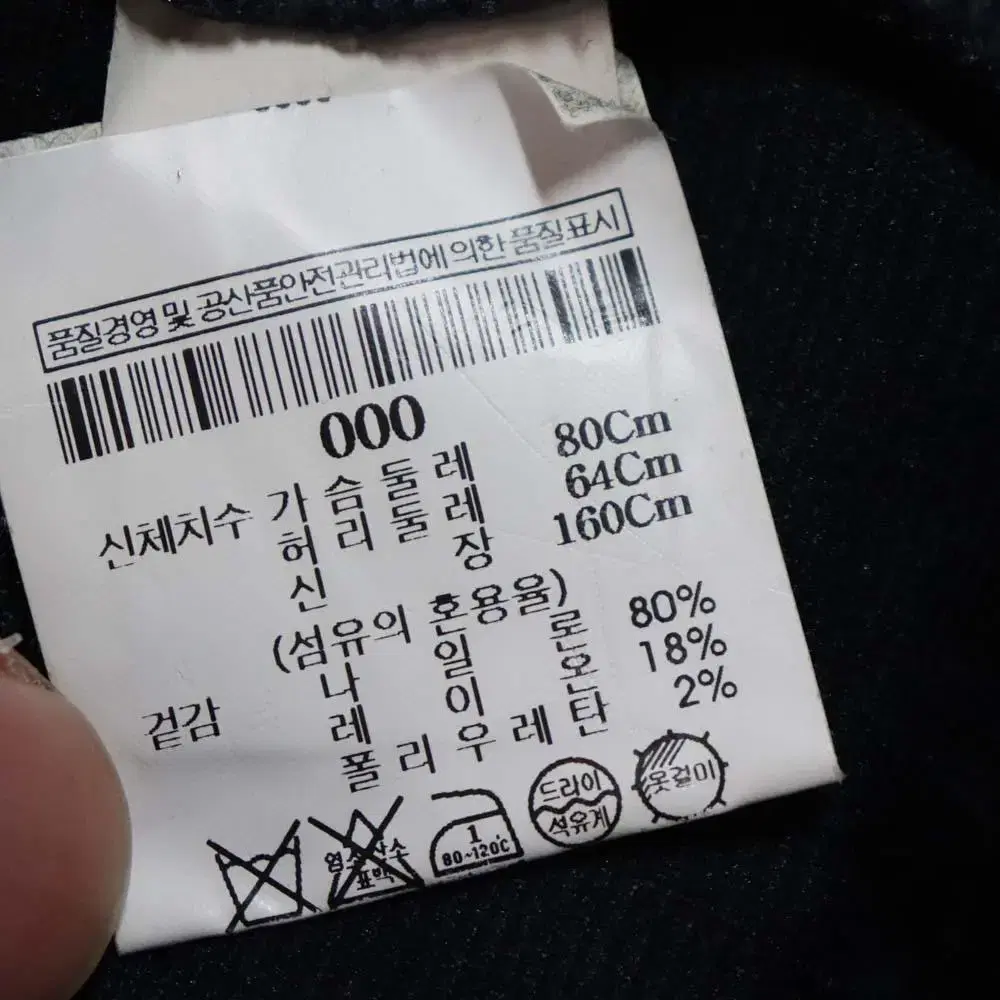 품질경영 및 공산품안전관리법에 의한 품질표시
000
신체치수 가슴둘레 80Cm
허리둘레 64Cm
신장 160Cm
(섬유의 혼용율)
겉감 나일론 80%
레이온 18%
폴리우레탄 2%
염소산소
표백
1
80~120℃
드라이
석유계
옷걸이